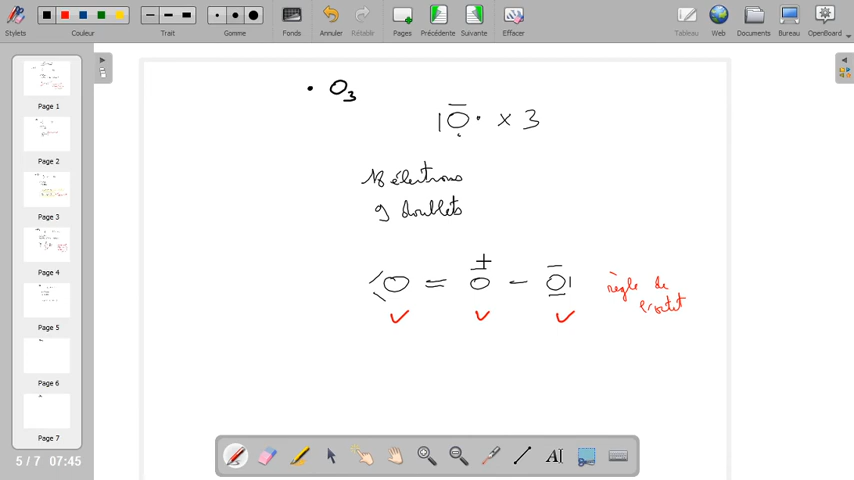 Stylets
Couleur
Trait
Gomme
Fonds
Annuler
Rétablir
Pages
Précédente
Suivante
Effacer
Tableau
Web
Documents
Bureau
OpenBoard
Page 1
Page 2
Page 3
Page 4
Page 5
Page 6
Page 7
5 / 7 07:45
• O3
|O • × 3
18 électrons
9 doublets
O = O + - O|
règle de
l'octet
AI